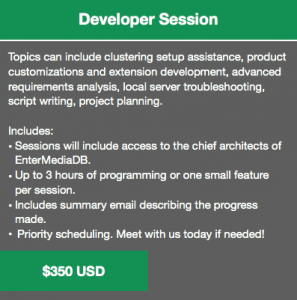 Developer Session
Topics can include clustering setup assistance, product
customizations and extension development, advanced
requirements analysis, local server troubleshooting,
script writing, project planning.
Includes:
• Sessions will include access to the chief architects of
EnterMediaDB.
• Up to 3 hours of programming or one small feature
per session.
• Includes summary email describing the progress
made.
• Priority scheduling. Meet with us today if needed!
$350 USD